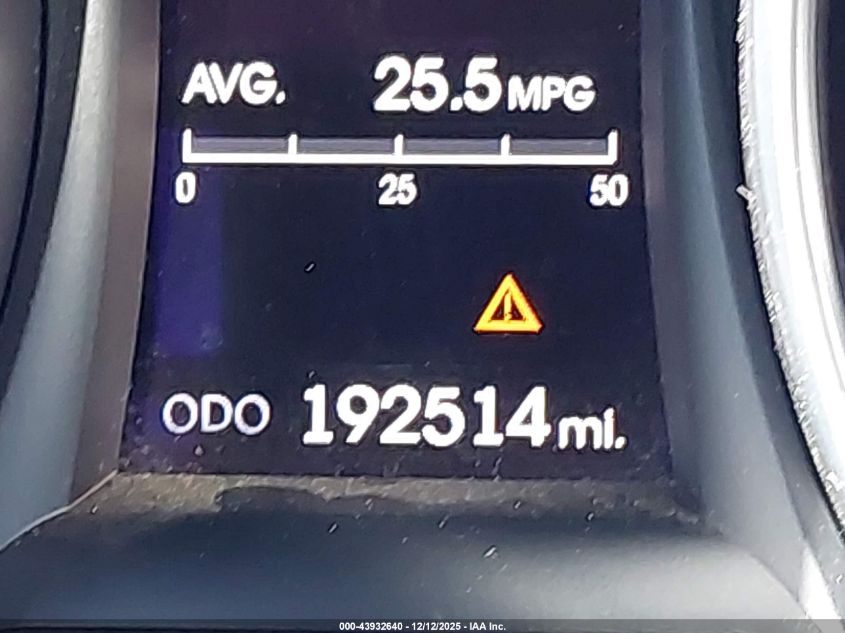 AVG. 25.5 MPG
0 25 50
ODO 192514 mi.
000-43932640 - 12/12/2025 - IAA Inc.